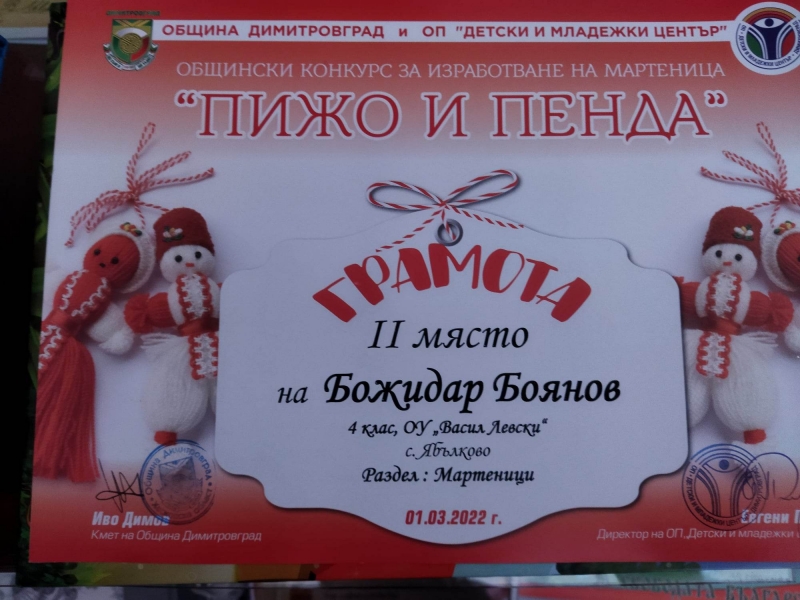 ДИМИТРОВГРАД
ОБЩИНА ДИМИТРОВГРАД и ОП "ДЕТСКИ И МЛАДЕЖКИ ЦЕНТЪР"
ОБЩИНСКИ КОНКУРС ЗА ИЗРАБОТВАНЕ НА МАРТЕНИЦА
“ПИЖО И ПЕНДА”
ГРАМОТА
II място
на Божидар Боянов
4 клас, ОУ „Васил Левски“
с. Ябълково
Раздел : Мартеници
01.03.2022 г.
Иво Димов
Кмет на Община Димитровград
Евгени
Директор на ОП „Детски и младежки